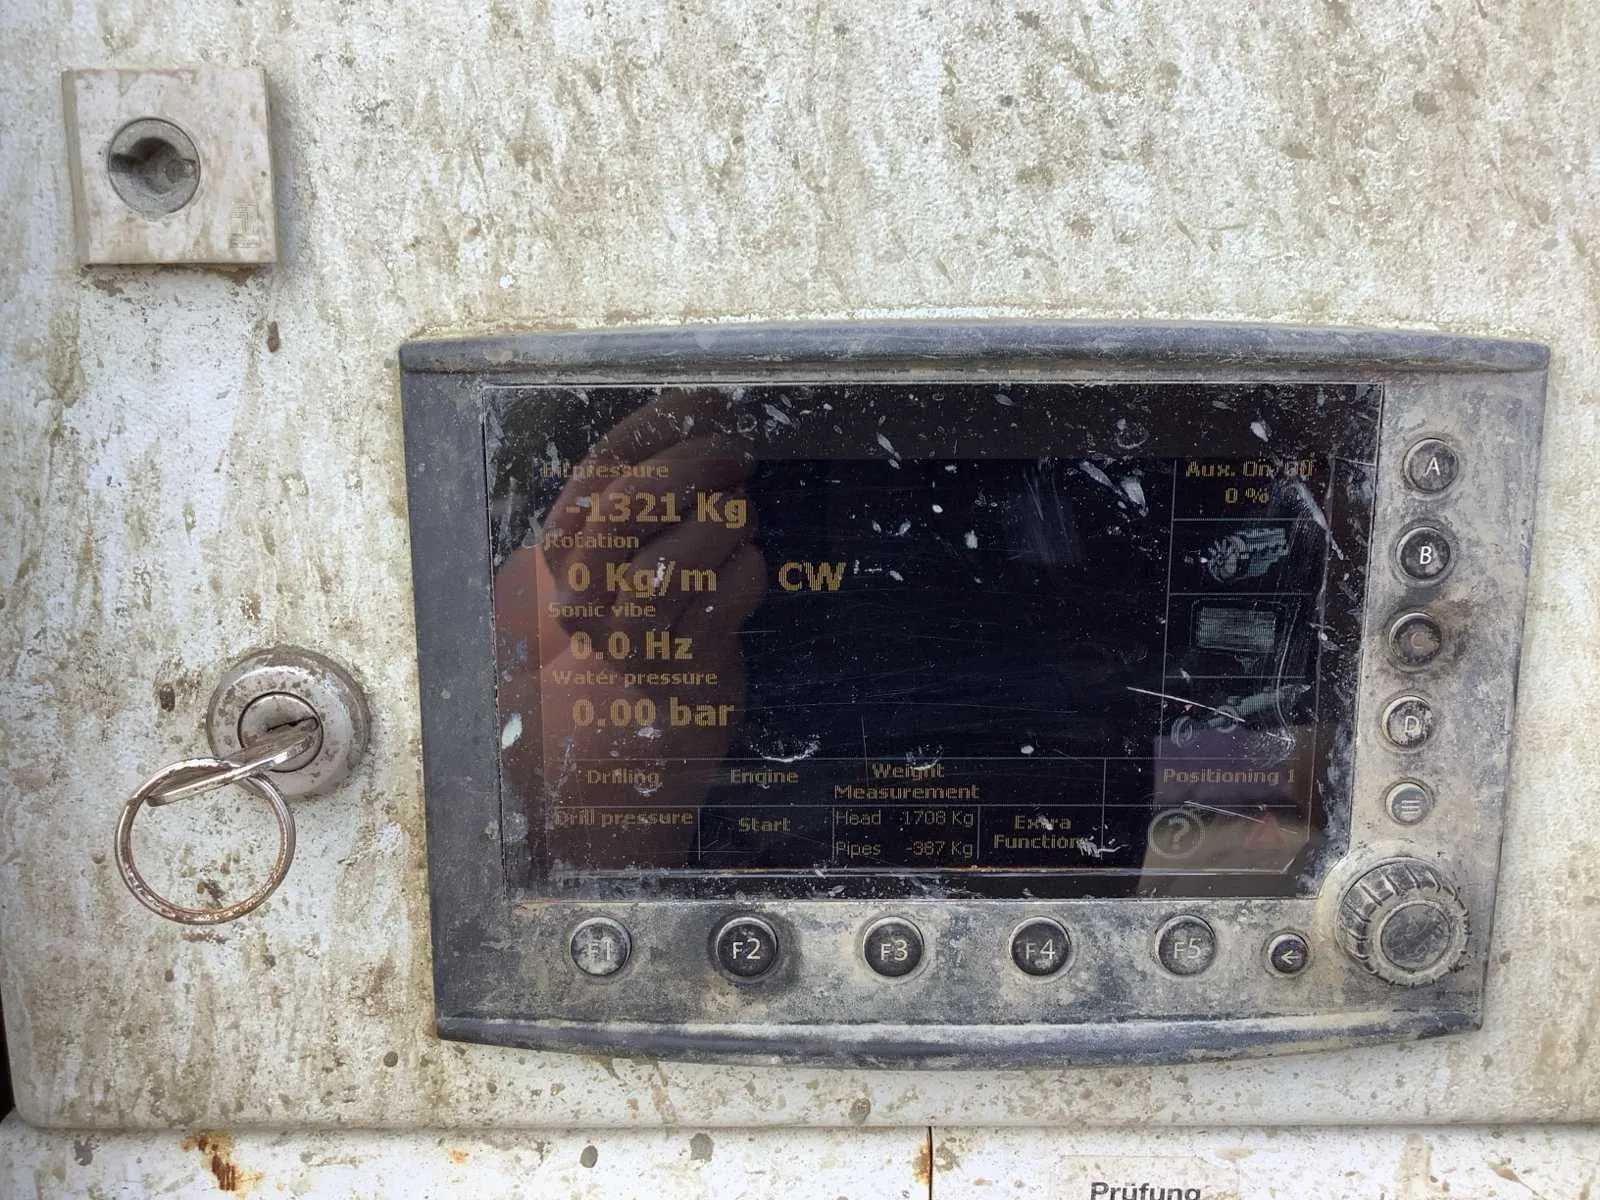 Bitpressure
-1321 Kg
Rotation
0 Kg/m CW
Sonic vibe
0.0 Hz
Water pressure
0.00 bar
Aux. On/Off
0 %
Drilling Engine Weight Measurement Positioning 1
Drill pressure Start Head 1708 Kg Extra
Pipes -387 Kg Function
?
A
B
C
D
F1 F2 F3 F4 F5
Prüfung